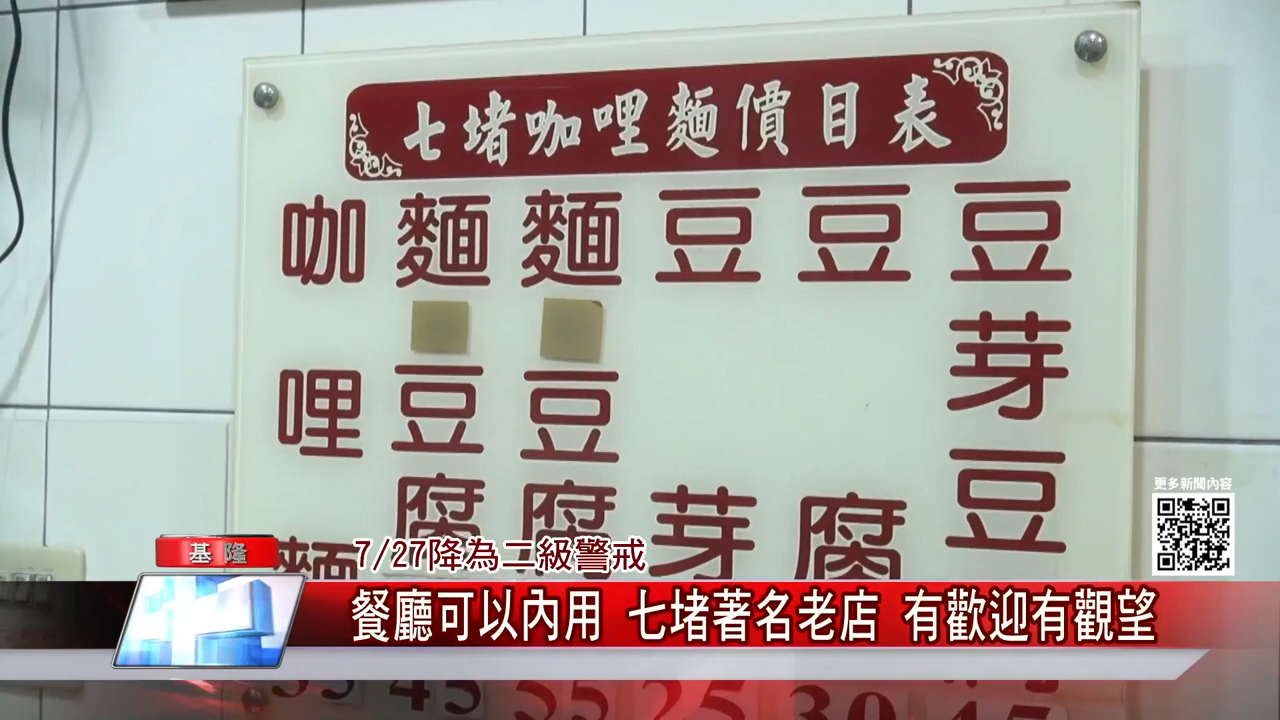 七堵咖哩麵價目表
咖哩麵
麵豆腐
麵豆腐
豆芽
豆腐
豆芽豆
更多新聞內容
基隆
7/27降為二級警戒
餐廳可以內用 七堵著名老店 有歡迎有觀望